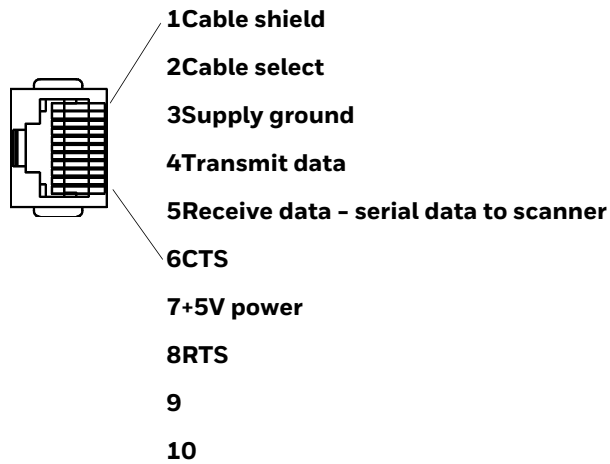 1Cable shield
2Cable select
3Supply ground
4Transmit data
5Receive data – serial data to scanner
6CTS
7+5V power
8RTS
9
10